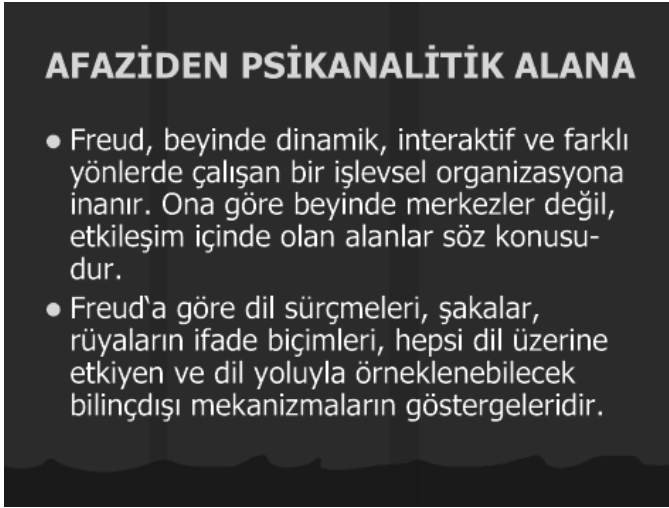 AFAZİDEN PSİKANALİTİK ALANA
● Freud, beyinde dinamik, interaktif ve farklı
yönlerde çalışan bir işlevsel organizasyona
inanır. Ona göre beyinde merkezler değil,
etkileşim içinde olan alanlar söz konusu-
dur.
● Freud‘a göre dil sürçmeleri, şakalar,
rüyaların ifade biçimleri, hepsi dil üzerine
etkiyen ve dil yoluyla örneklenebilecek
bilinçdışı mekanizmaların göstergeleridir.